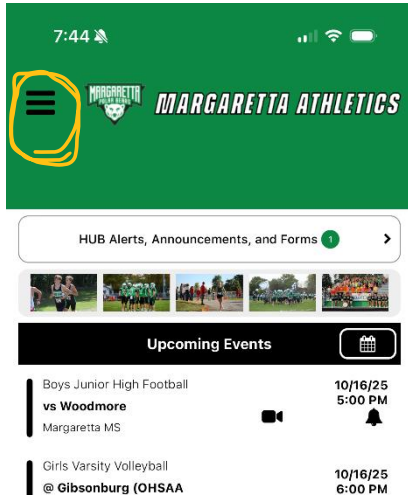 7:44
MARGARETTA
POLAR BEARS
MARGARETTA ATHLETICS
HUB Alerts, Announcements, and Forms 1
Upcoming Events
Boys Junior High Football
10/16/25
vs Woodmore
5:00 PM
Margaretta MS
Girls Varsity Volleyball
10/16/25
@ Gibsonburg (OHSAA
6:00 PM